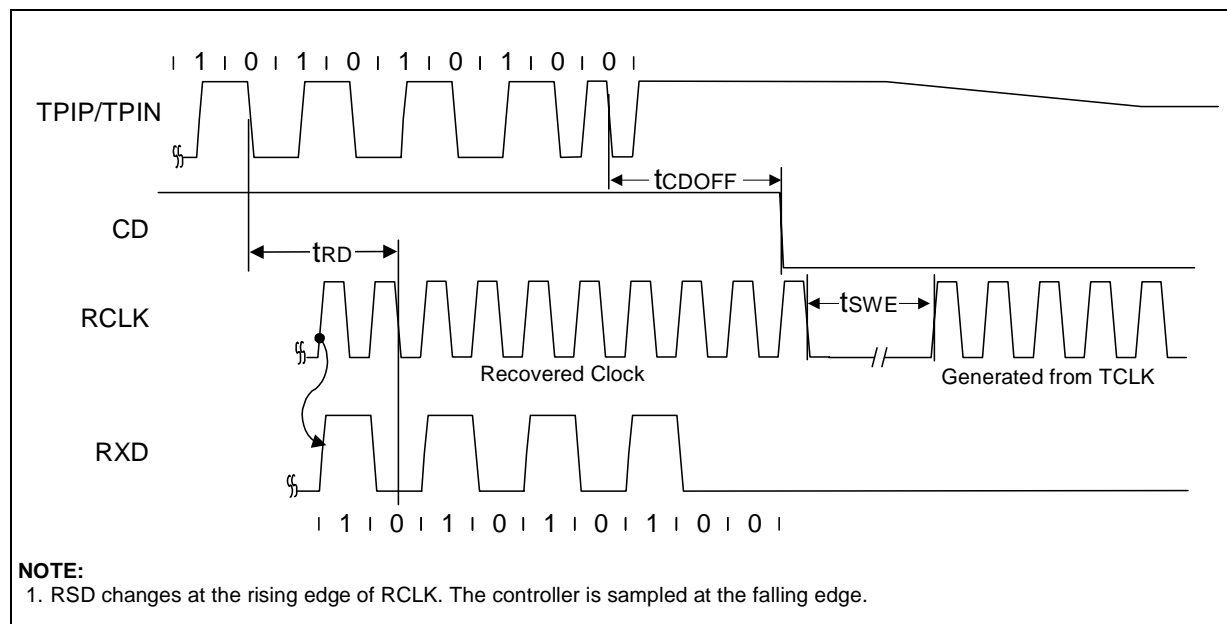 1 0 1 0 1 0 1 0 0
TPIP/TPIN
tCDOFF
CD
tRD
RCLK
tSWE
Recovered Clock
Generated from TCLK
RXD
1 0 1 0 1 0 1 0 0
NOTE:
1. RSD changes at the rising edge of RCLK. The controller is sampled at the falling edge.